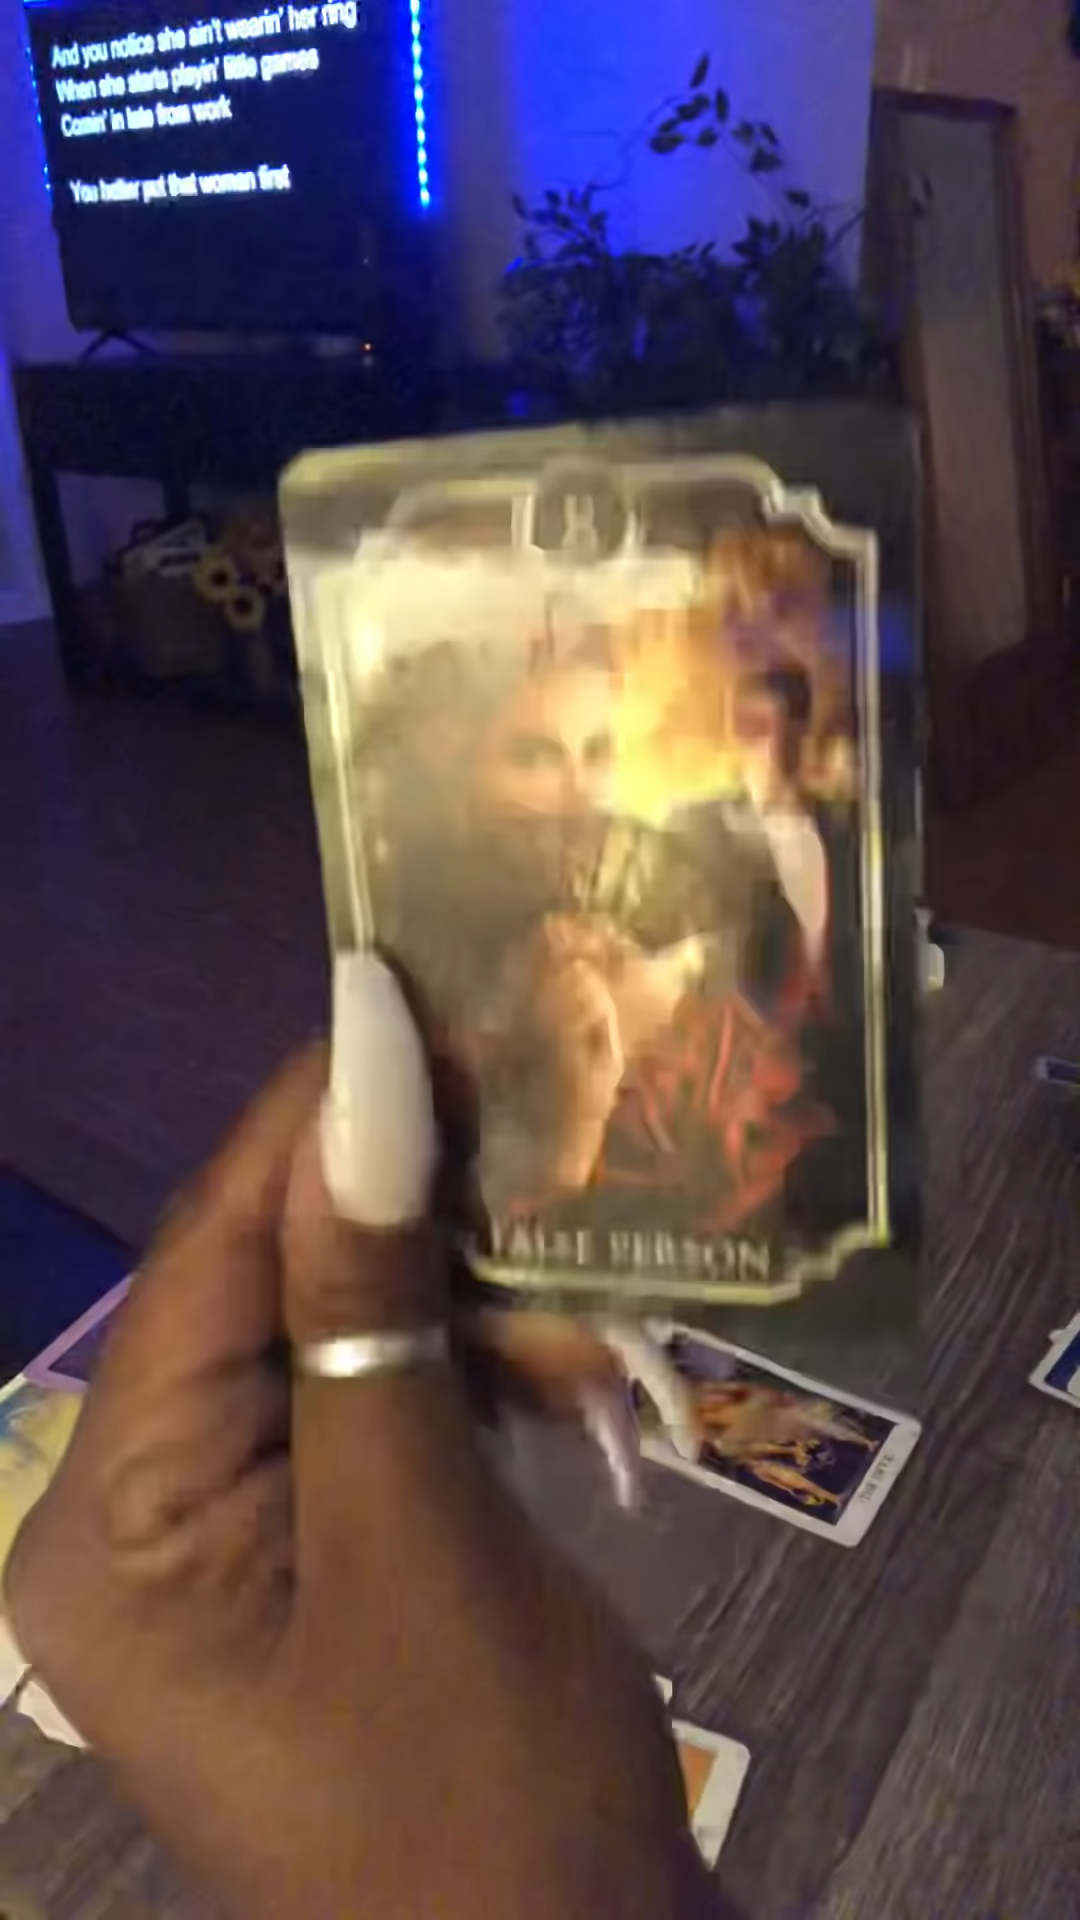 And you notice she ain't wearin' her ring
When she starts playin' little games
Comin' in late from work
You better put that woman first
FALSE PERSON